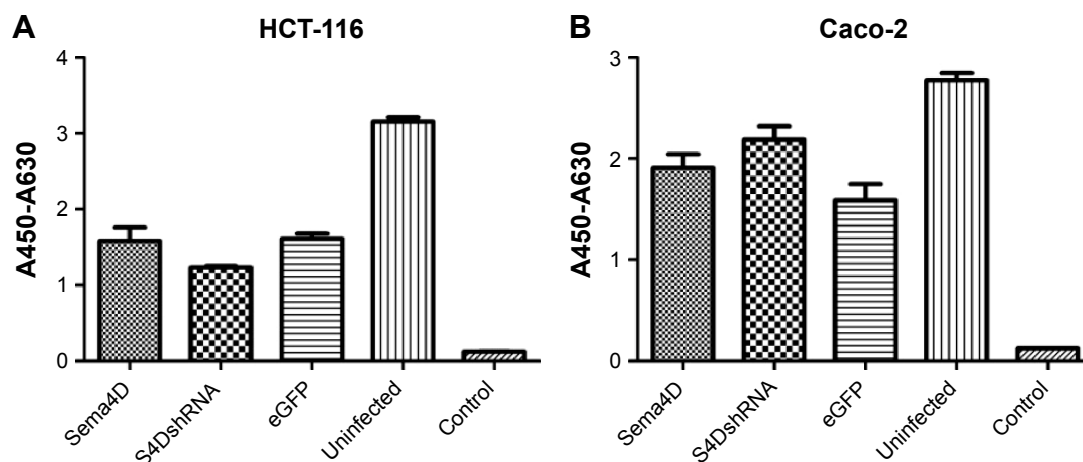 A
HCT-116
A450-A630
4
3
2
1
0
Sema4D
S4DshRNA
eGFP
Uninfected
Control
B
Caco-2
A450-A630
3
2
1
0
Sema4D
S4DshRNA
eGFP
Uninfected
Control